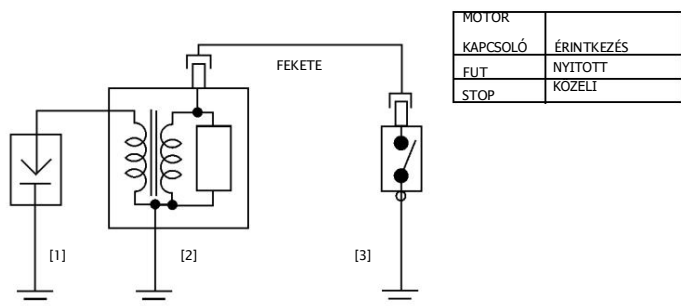 MOTOR
KAPCSOLÓ ÉRINTKEZÉS
FUT NYITOTT
STOP KOZELI
FEKETE
[1] [2] [3]